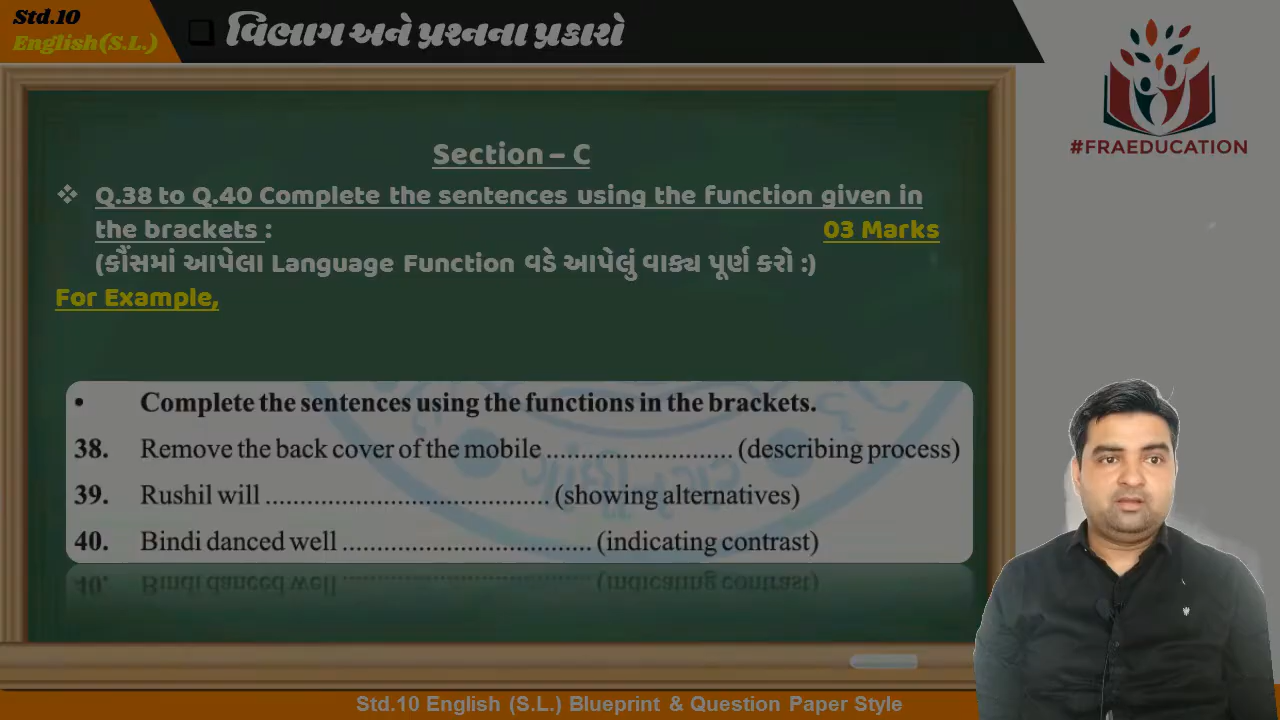 Std.10
English(S.L.)
❑ વિભાગ અને પ્રશ્નના પ્રકારો
#FRAEDUCATION
Section – C
❖ Q.38 to Q.40 Complete the sentences using the function given in
the brackets : 03 Marks
(કૌંસમાં આપેલા Language Function વડે આપેલું વાક્ય પૂર્ણ કરો :)
For Example,
• Complete the sentences using the functions in the brackets.
38. Remove the back cover of the mobile ........................... (describing process)
39. Rushil will ......................................... (showing alternatives)
40. Bindi danced well .................................... (indicating contrast)
Std.10 English (S.L.) Blueprint & Question Paper Style